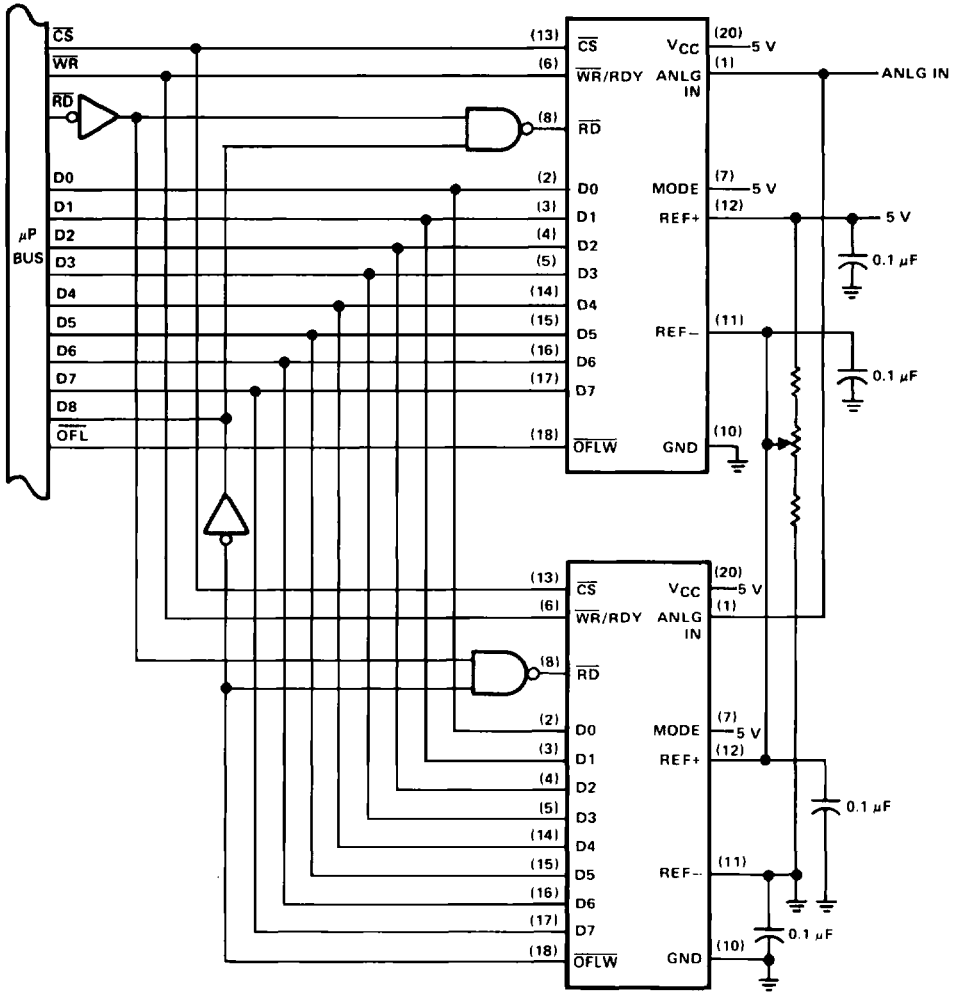 CS
WR
RD
D0
D1
D2
µP
BUS
D3
D4
D5
D6
D7
D8
OFL
(13) CS
(6) WR/RDY
(8) RD
(2) D0
(3) D1
(4) D2
(5) D3
(14) D4
(15) D5
(16) D6
(17) D7
(18) OFLW
VCC (20) 5 V
ANLG (1) ANLG IN
IN
MODE (7) 5 V
REF+ (12) 5 V
0.1 µF
REF– (11)
0.1 µF
GND (10)
(13) CS
(6) WR/RDY
(8) RD
(2) D0
(3) D1
(4) D2
(5) D3
(14) D4
(15) D5
(16) D6
(17) D7
(18) OFLW
VCC (20) 5 V
ANLG (1)
IN
MODE (7) 5 V
REF+ (12)
0.1 µF
REF– (11)
0.1 µF
GND (10)